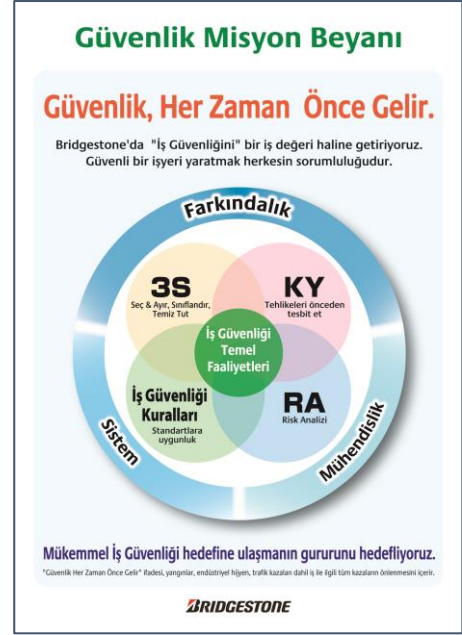 Güvenlik Misyon Beyanı
Güvenlik, Her Zaman Önce Gelir.
Bridgestone'da "İş Güvenliğini" bir iş değeri haline getiriyoruz.
Güvenli bir işyeri yaratmak herkesin sorumluluğudur.
Farkındalık
3S
Seç & Ayır, Sınıflandır,
Temiz Tut
KY
Tehlikeleri önceden
tesbit et
İş Güvenliği
Temel
Faaliyetleri
İş Güvenliği
Kuralları
Standartlara
uygunluk
RA
Risk Analizi
Sistem
Mühendislik
Mükemmel İş Güvenliği hedefine ulaşmanın gururunu hedefliyoruz.
"Güvenlik Her Zaman Önce Gelir" ifadesi, yangınlar, endüstriyel hijyen, trafik kazaları dahil iş ile ilgili tüm kazaların önlenmesini içerir.
BRIDGESTONE